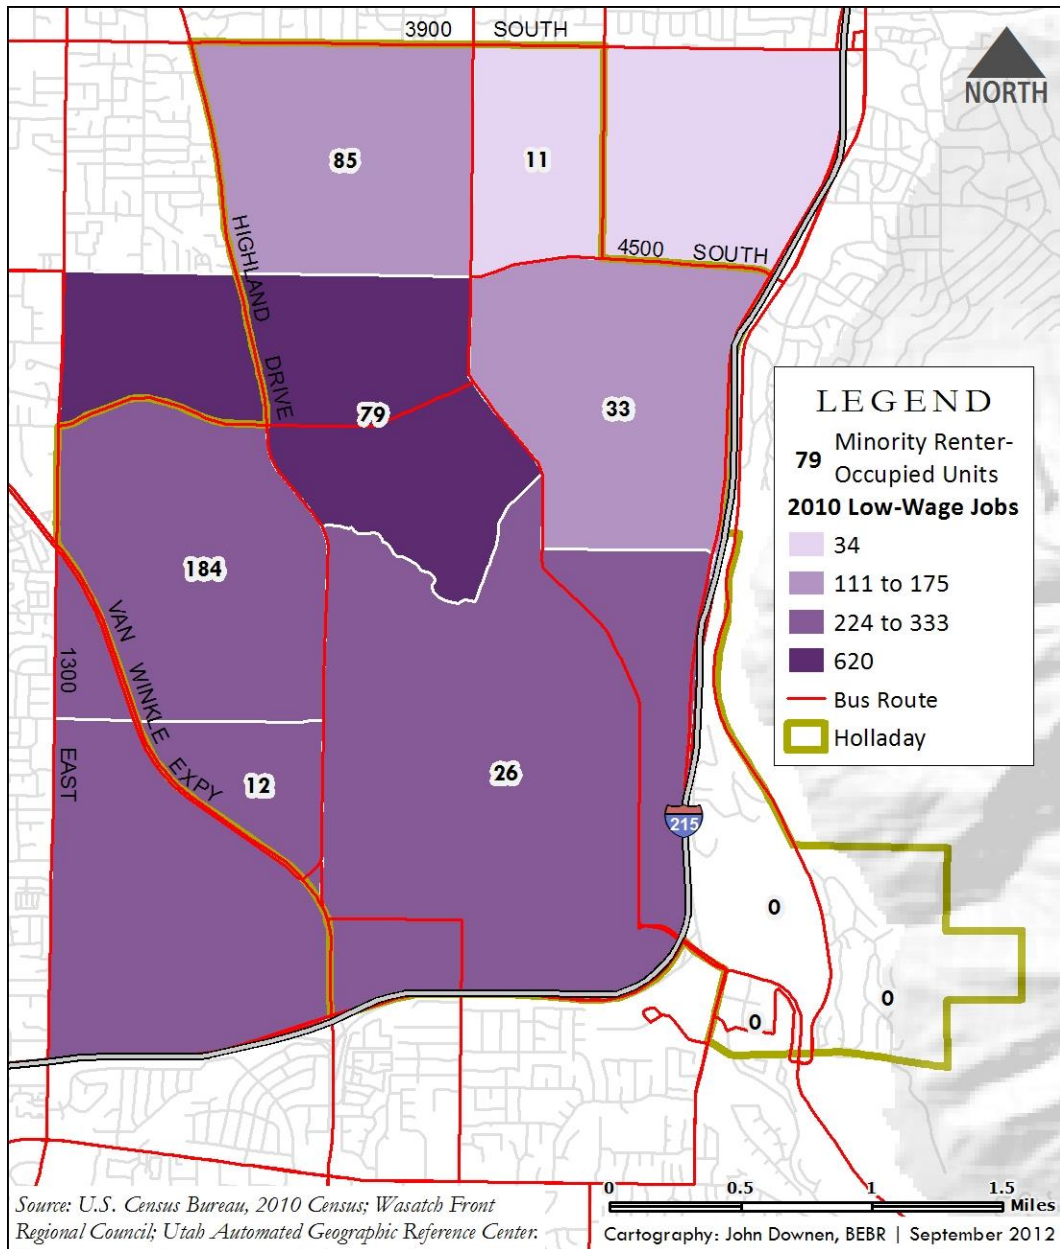 3900 SOUTH
NORTH
85
11
HIGHLAND DRIVE
4500 SOUTH
79
33
LEGEND
79 Minority Renter-
Occupied Units
2010 Low-Wage Jobs
34
111 to 175
224 to 333
620
Bus Route
Holladay
184
VAN WINKLE EXPY
1300 EAST
12
26
215
0
0
0
0 0.5 1 1.5
Miles
Source: U.S. Census Bureau, 2010 Census; Wasatch Front
Regional Council; Utah Automated Geographic Reference Center.
Cartography: John Downen, BEBR | September 2012